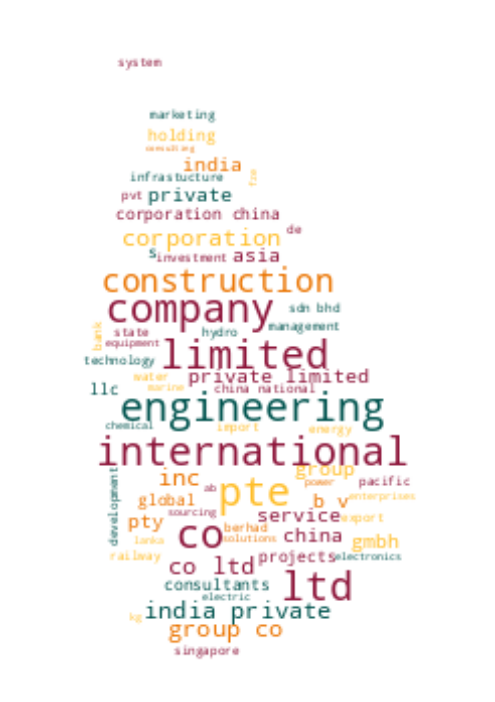 system
marketing
holding
consulting
india
infrastucture
fze
pvt private
corporation china
corporation de
s investment asia
construction
company sdn bhd
bank state hydro management
equipment
technology limited
water private limited
llc marine china national
engineering
chemical import energy
international
group
inc power pacific
development ab pte enterprises
global b v
sourcing service export
pty co berhad china
lanka solutions gmbh
railway projects electronics
co ltd
consultants ltd
electric
kg india private
group co
singapore